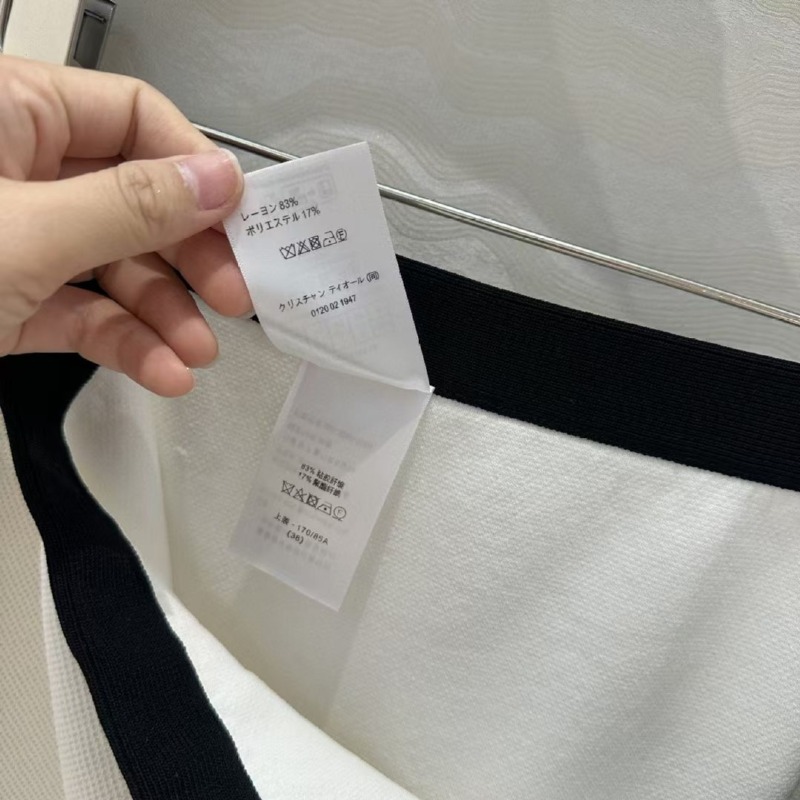 レーヨン 83%
ポリエステル 17%
クリスチャン ディオール (同)
0120 02 1947
83% 粘胶纤维
17% 聚酯纤维
上装 - 170/85A
(38)